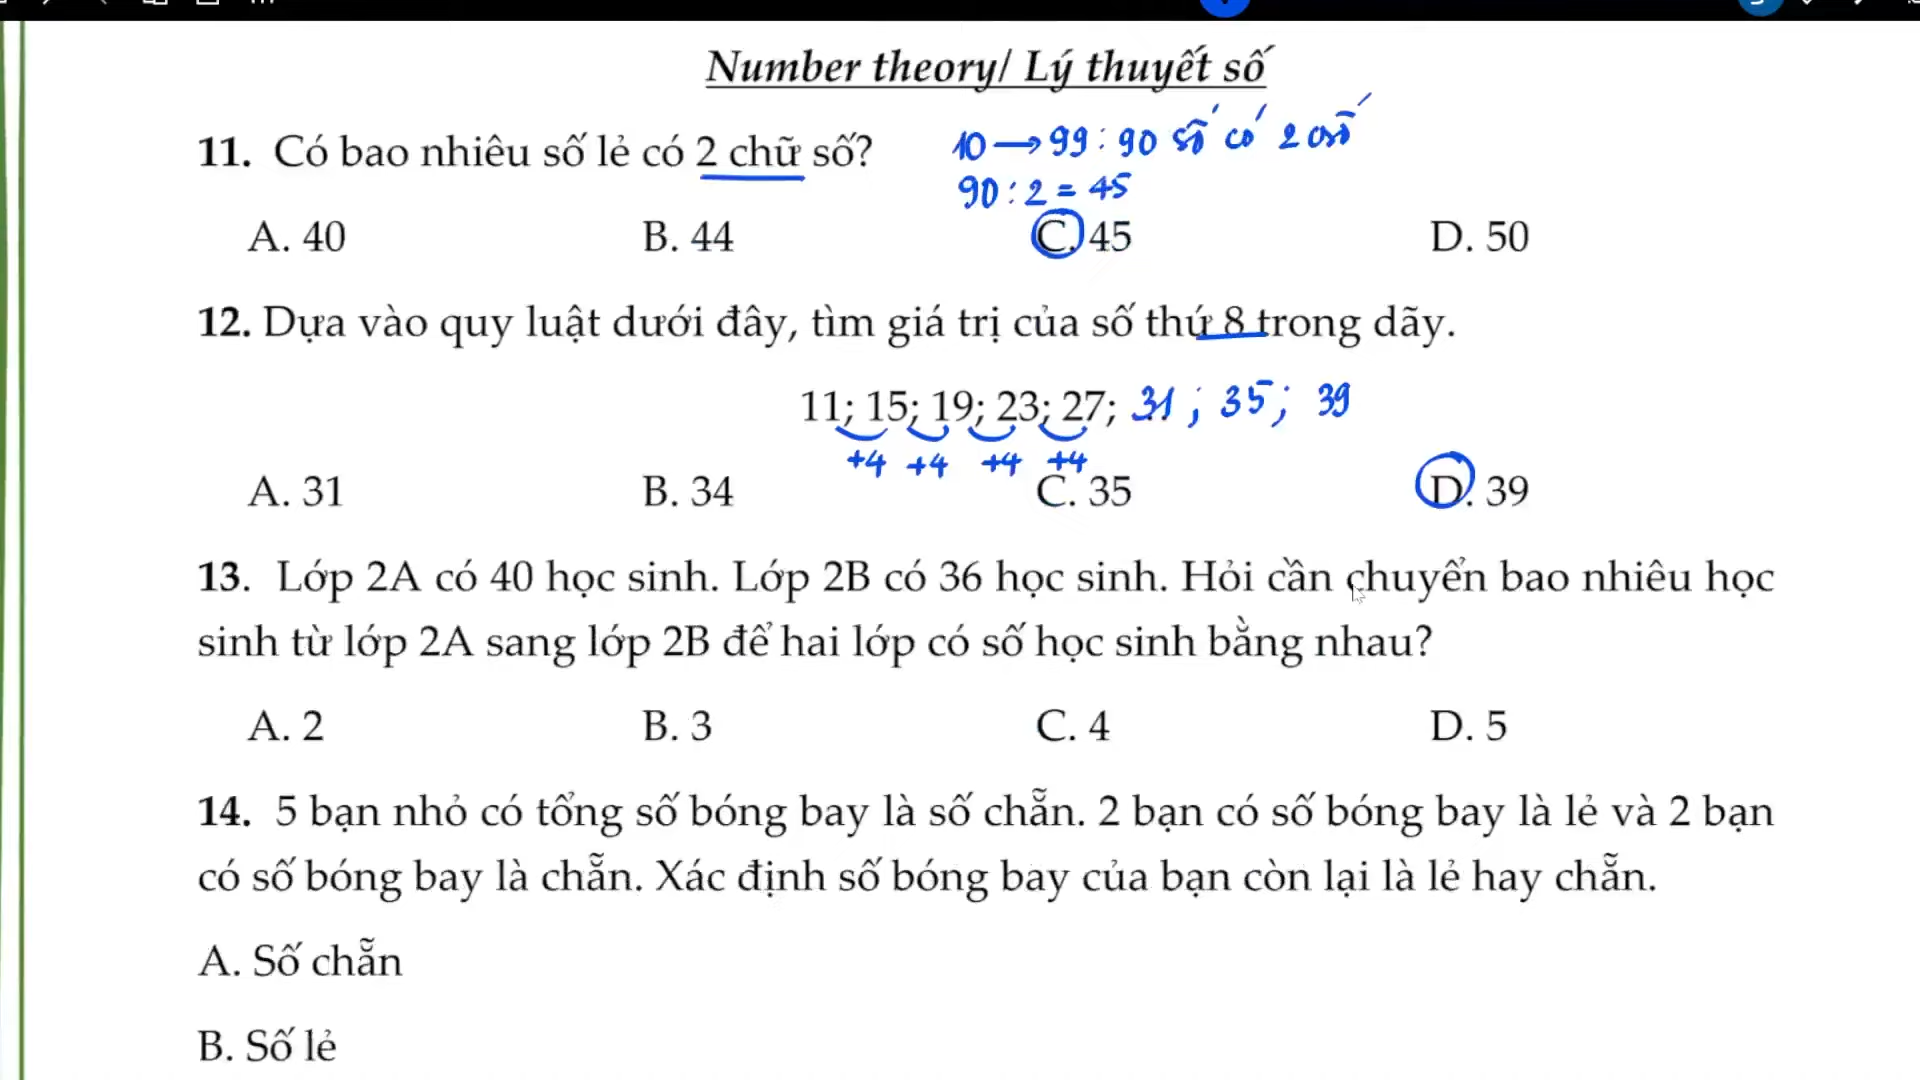 Number theory/ Lý thuyết số
11. Có bao nhiêu số lẻ có 2 chữ số?
10 → 99 : 90 số có 2 csố
90 : 2 = 45
A. 40 B. 44 C. 45 D. 50
12. Dựa vào quy luật dưới đây, tìm giá trị của số thứ 8 trong dãy.
11; 15; 19; 23; 27; 31 ; 35 ; 39
+4 +4 +4 +4
A. 31 B. 34 C. 35 D. 39
13. Lớp 2A có 40 học sinh. Lớp 2B có 36 học sinh. Hỏi cần chuyển bao nhiêu học
sinh từ lớp 2A sang lớp 2B để hai lớp có số học sinh bằng nhau?
A. 2 B. 3 C. 4 D. 5
14. 5 bạn nhỏ có tổng số bóng bay là số chẵn. 2 bạn có số bóng bay là lẻ và 2 bạn
có số bóng bay là chẵn. Xác định số bóng bay của bạn còn lại là lẻ hay chẵn.
A. Số chẵn
B. Số lẻ